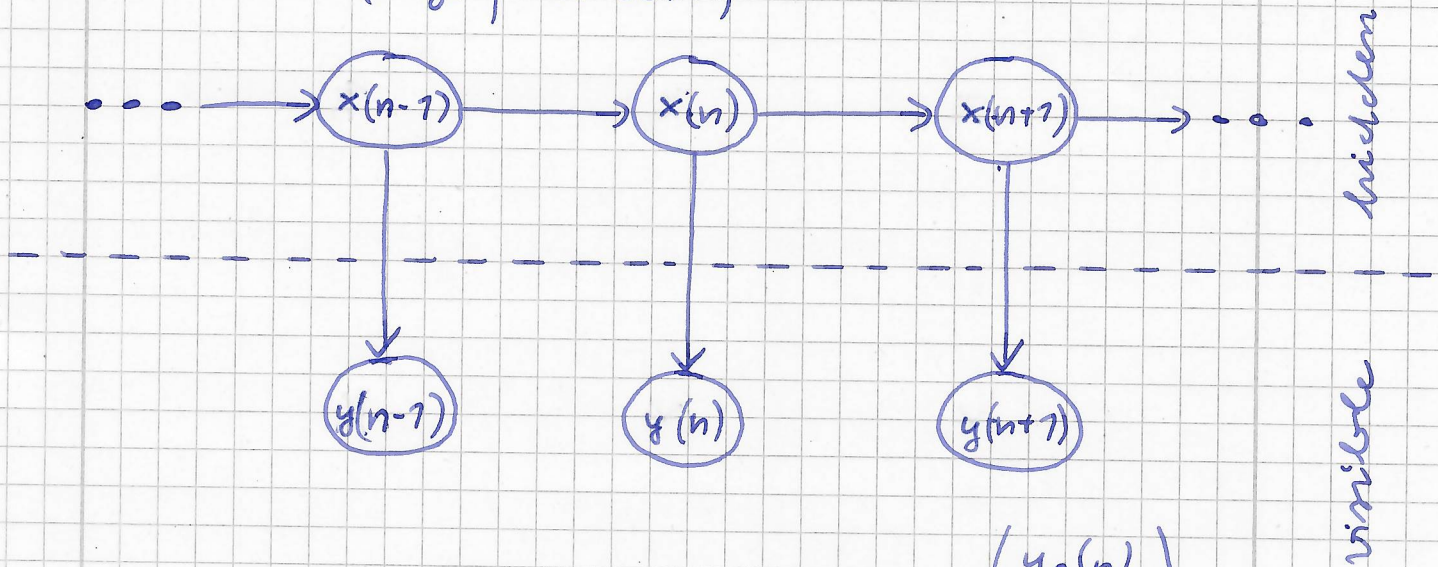 x(n-1) x(n) x(n+1)
hidden
y(n-1) y(n) y(n+1)
visible